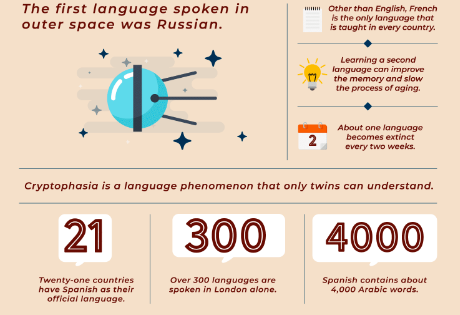 The first language spoken in
outer space was Russian.
Other than English, French
is the only language that
is taught in every country.
Learning a second
language can improve
the memory and slow
the process of aging.
2
About one language
becomes extinct
every two weeks.
Cryptophasia is a language phenomenon that only twins can understand.
21
Twenty-one countries
have Spanish as their
official language.
300
Over 300 languages are
spoken in London alone.
4000
Spanish contains about
4,000 Arabic words.